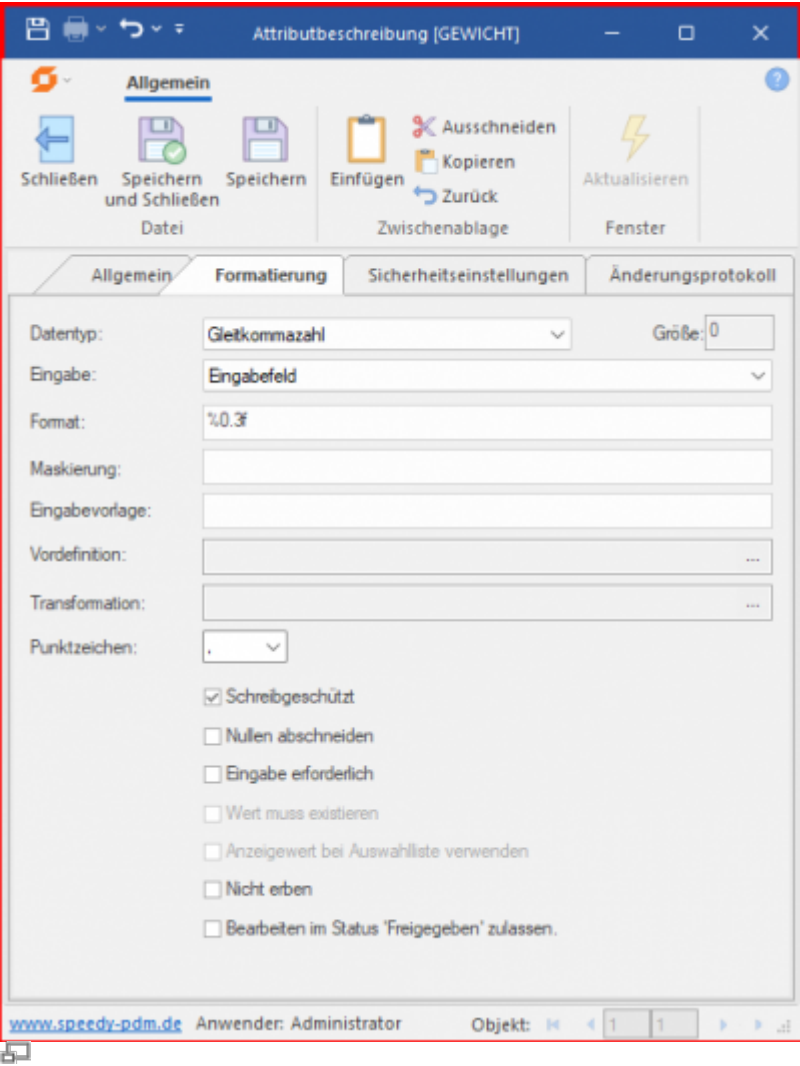 Attributbeschreibung [GEWICHT]
Allgemein
Schließen
Speichern und Schließen
Speichern
Datei
Einfügen
Ausschneiden
Kopieren
Zurück
Zwischenablage
Aktualisieren
Fenster
Allgemein
Formatierung
Sicherheitseinstellungen
Änderungsprotokoll
Datentyp: Gleitkommazahl Größe: 0
Eingabe: Eingabefeld
Format: %0.3f
Maskierung:
Eingabevorlage:
Vordefinition: ...
Transformation: ...
Punktzeichen: ,
Schreibgeschützt
Nullen abschneiden
Eingabe erforderlich
Wert muss existieren
Anzeigewert bei Auswahlliste verwenden
Nicht erben
Bearbeiten im Status 'Freigegeben' zulassen.
www.speedy-pdm.de Anwender: Administrator Objekt: 1 1